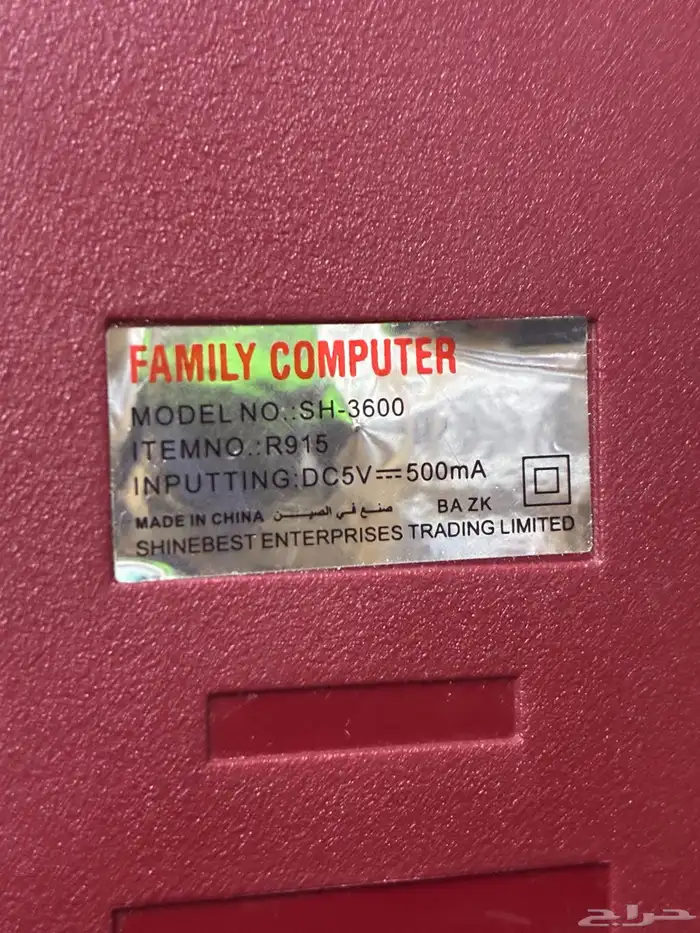 FAMILY COMPUTER
MODEL NO.:SH-3600
ITEMNO.:R915
INPUTTING:DC5V⎓500mA
MADE IN CHINA صنع في الصيـــــن BA ZK
SHINEBEST ENTERPRISES TRADING LIMITED
حراج